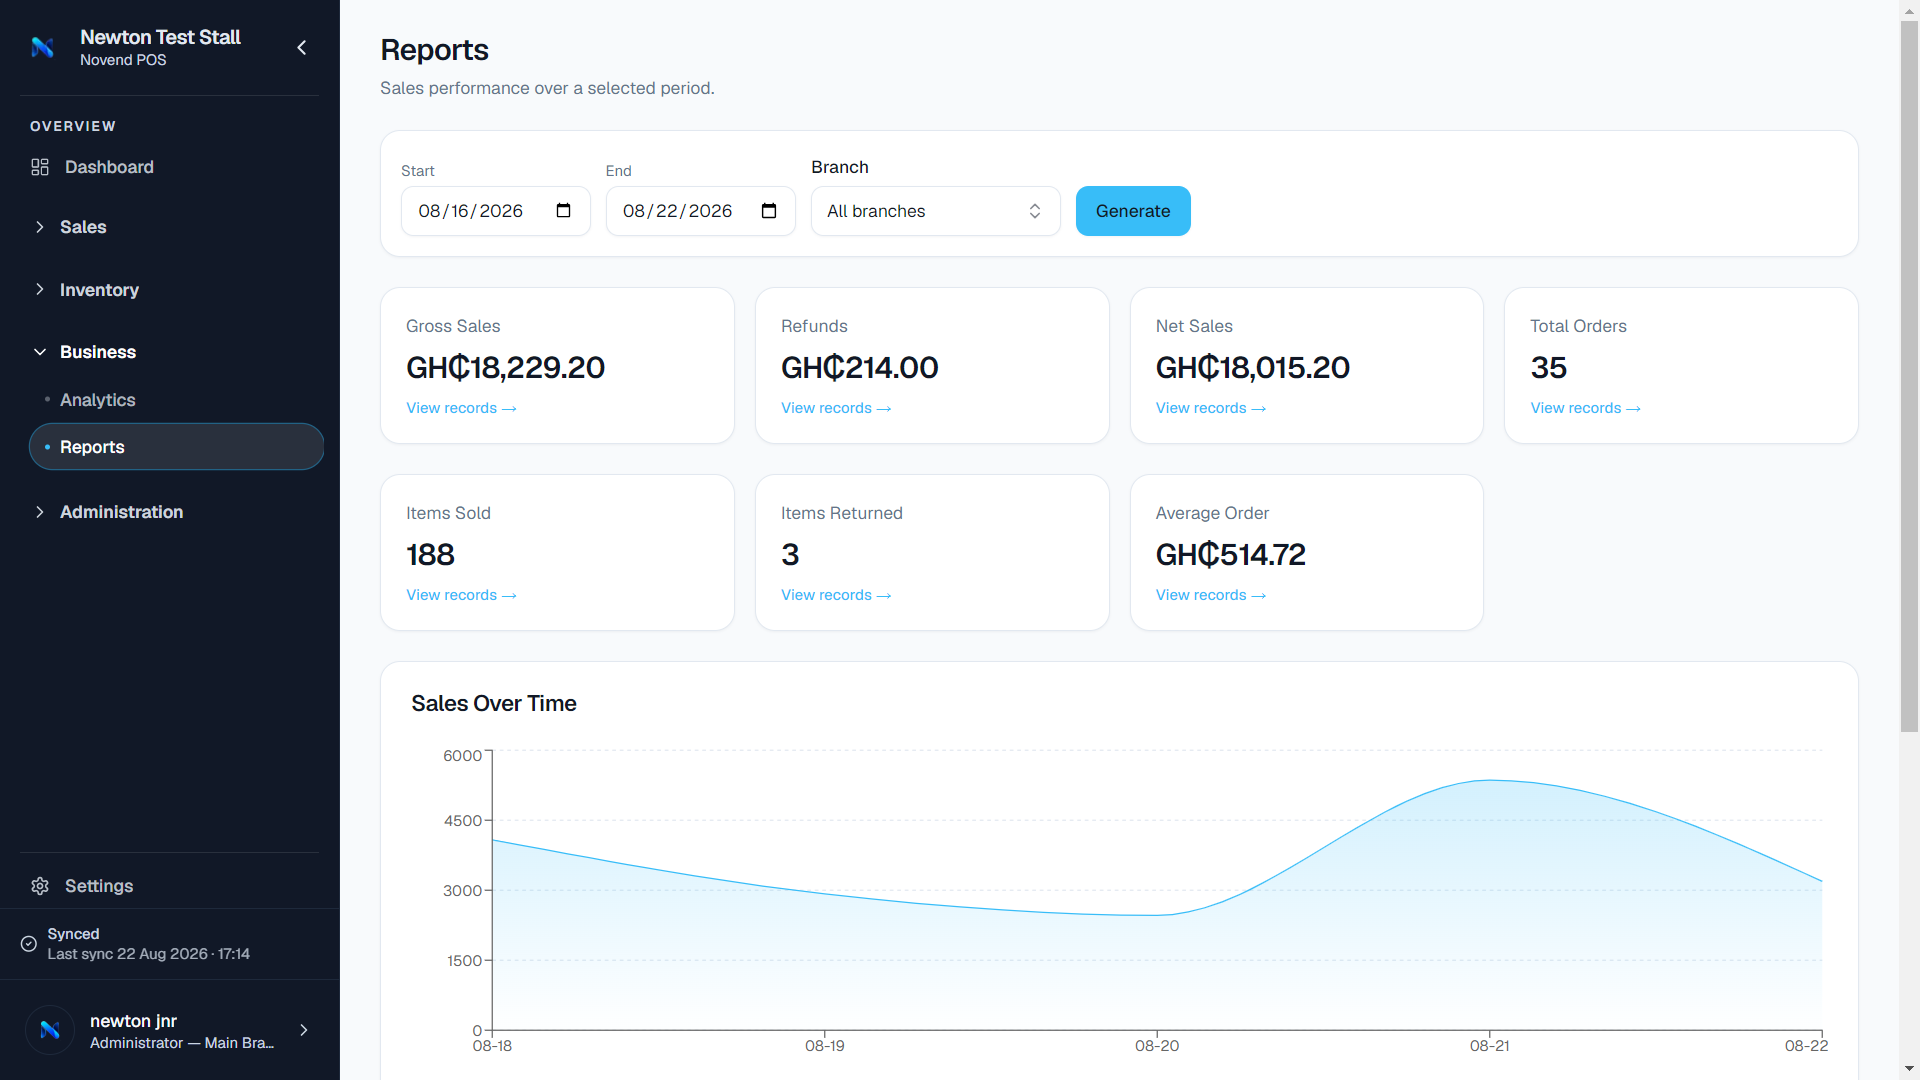 Newton Test Stall
Novend POS
OVERVIEW
Dashboard
Sales
Inventory
Business
Analytics
Reports
Administration
Settings
Synced
Last sync 22 Aug 2026 · 17:14
newton jnr
Administrator — Main Bra...
Reports
Sales performance over a selected period.
Start
08/16/2026
End
08/22/2026
Branch
All branches
Generate
Gross Sales
GH₵18,229.20
View records →
Refunds
GH₵214.00
View records →
Net Sales
GH₵18,015.20
View records →
Total Orders
35
View records →
Items Sold
188
View records →
Items Returned
3
View records →
Average Order
GH₵514.72
View records →
Sales Over Time
6000
4500
3000
1500
0
08-18
08-19
08-20
08-21
08-22